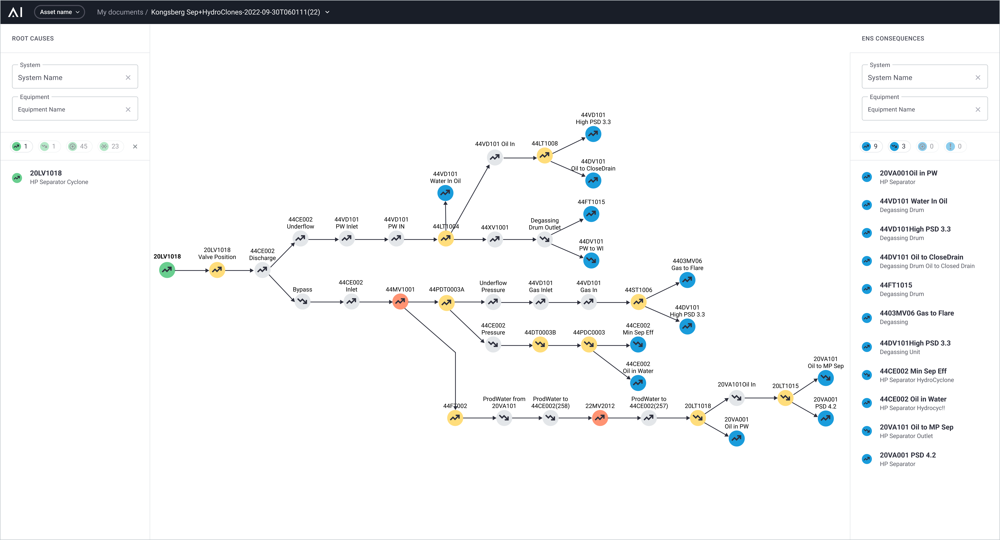 AI
Asset name
My documents / Kongsberg Sep+HydroClones-2022-09-30T060111(22)
ROOT CAUSES
System
System Name
Equipment
Equipment Name
1
1
45
23
20LV1018
HP Separator Cyclone
44VD101
High PSD 3.3
44VD101 Oil In
44LT1008
44DV101
Oil to CloseDrain
44VD101
Water In Oil
44FT1015
44CE002
Underflow
44VD101
PW Inlet
44VD101
PW IN
44LT1004
44XV1001
Degassing
Drum Outlet
44DV101
PW to WI
20LV1018
20LV1018
Valve Position
44CE002
Discharge
4403MV06
Gas to Flare
Bypass
44CE002
Inlet
44MV1001
44PDT0003A
Underflow
Pressure
44VD101
Gas Inlet
44VD101
Gas In
44ST1006
44DV101
High PSD 3.3
44CE002
Pressure
44DT0003B
44PDC0003
44CE002
Min Sep Eff
44CE002
Oil in Water
20VA101
Oil to MP Sep
20VA101Oil In
20LT1015
44FT002
ProdWater from
20VA101
ProdWater to
44CE002(258)
22MV2012
ProdWater to
44CE002(257)
20LT1018
20VA001
PSD 4.2
20VA001
Oil in PW
ENS CONSEQUENCES
System
System Name
Equipment
Equipment Name
9
3
0
0
20VA001Oil in PW
HP Separator
44VD101 Water In Oil
Degassing Drum
44VD101High PSD 3.3
Degassing Drum
44DV101 Oil to CloseDrain
Degassing Drum Oil to Closed Drain
44FT1015
Degassing Drum
4403MV06 Gas to Flare
Degassing
44DV101High PSD 3.3
Degassing Unit
44CE002 Min Sep Eff
HP Separator HydroCyclone
44CE002 Oil in Water
HP Separator Hydrocyc!!
20VA101 Oil to MP Sep
HP Separator Outlet
20VA001 PSD 4.2
HP Separator